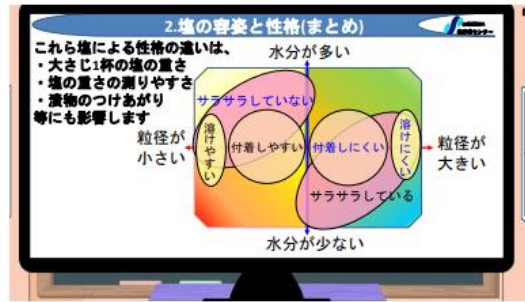 2.塩の容姿と性格(まとめ)
これら塩による性格の違いは、
・大さじ1杯の塩の重さ
・塩の重さの測りやすさ
・漬物のつけあがり
等にも影響します
水分が多い
サラサラしていない
粒径が
小さい
溶けやすい
付着しやすい
付着しにくい
溶けにくい
粒径が
大きい
サラサラしている
水分が少ない